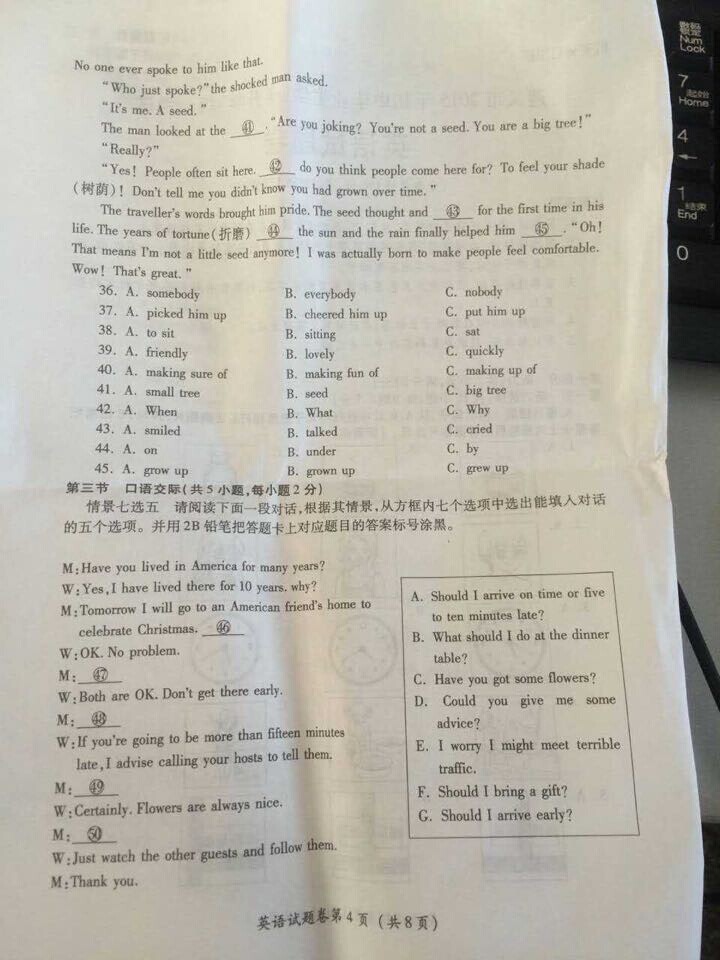 No one ever spoke to him like that.
"Who just spoke?" the shocked man asked.
"It's me. A seed."
The man looked at the ㊶. "Are you joking? You're not a seed. You are a big tree!"
"Really?"
"Yes! People often sit here. ㊷ do you think people come here for? To feel your shade
(树荫)! Don't tell me you didn't know you had grown over time."
The traveller's words brought him pride. The seed thought and ㊸ for the first time in his
life. The years of tortune(折磨) ㊹ the sun and the rain finally helped him ㊺. "Oh!
That means I'm not a little seed anymore! I was actually born to make people feel comfortable.
Wow! That's great."
36. A. somebody B. everybody C. nobody
37. A. picked him up B. cheered him up C. put him up
38. A. to sit B. sitting C. sat
39. A. friendly B. lovely C. quickly
40. A. making sure of B. making fun of C. making up of
41. A. small tree B. seed C. big tree
42. A. When B. What C. Why
43. A. smiled B. talked C. cried
44. A. on B. under C. by
45. A. grow up B. grown up C. grew up
第三节 口语交际(共5小题,每小题2分)
情景七选五 请阅读下面一段对话,根据其情景,从方框内七个选项中选出能填入对话
的五个选项。并用2B铅笔把答题卡上对应题目的答案标号涂黑。
M:Have you lived in America for many years?
W:Yes,I have lived there for 10 years. why?
M:Tomorrow I will go to an American friend's home to
celebrate Christmas. ㊻
W:OK. No problem.
M: ㊼
W:Both are OK. Don't get there early.
M: ㊽
W:If you're going to be more than fifteen minutes
late,I advise calling your hosts to tell them.
M: ㊾
W:Certainly. Flowers are always nice.
M: ㊿
W:Just watch the other guests and follow them.
M:Thank you.
A. Should I arrive on time or five
to ten minutes late?
B. What should I do at the dinner
table?
C. Have you got some flowers?
D. Could you give me some
advice?
E. I worry I might meet terrible
traffic.
F. Should I bring a gift?
G. Should I arrive early?
英语试题卷第4页(共8页)
数码
锁定
Num
Lock
7
起始
Home
4
←
1
结束
End
0